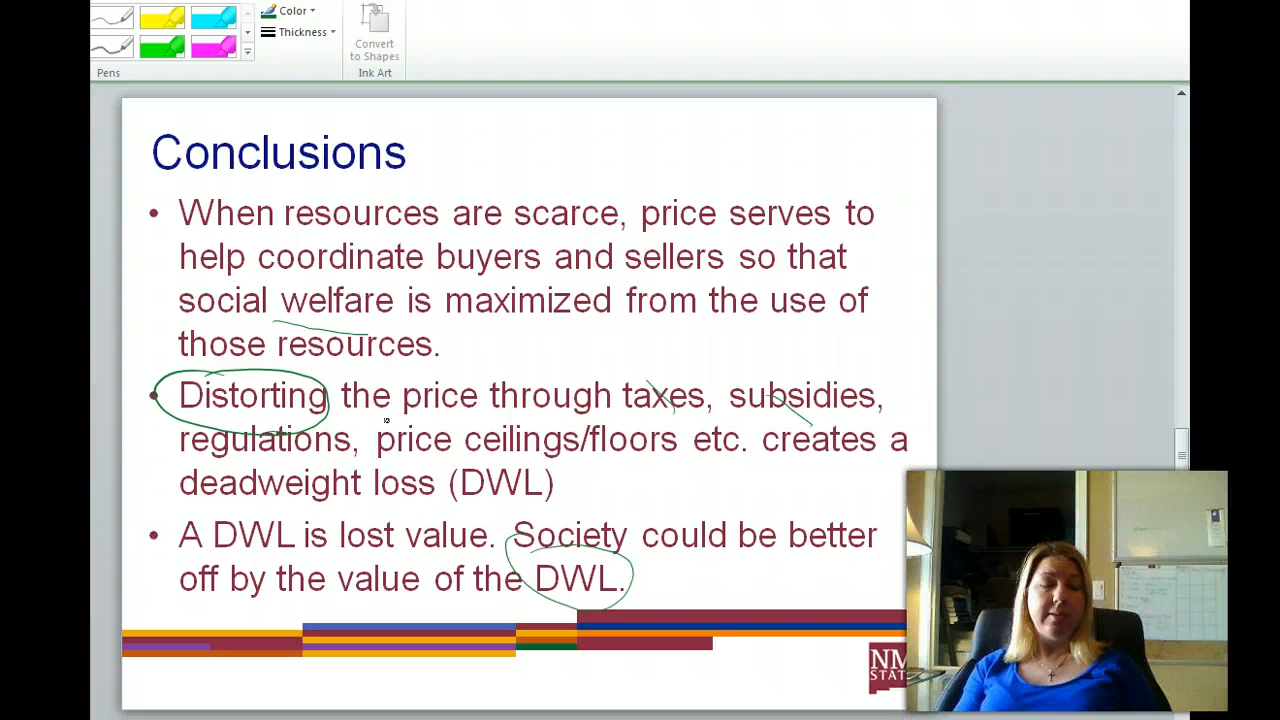 Color
Thickness
Convert
to Shapes
Pens
Ink Art
Conclusions
• When resources are scarce, price serves to
help coordinate buyers and sellers so that
social welfare is maximized from the use of
those resources.
• Distorting the price through taxes, subsidies,
regulations, price ceilings/floors etc. creates a
deadweight loss (DWL)
• A DWL is lost value. Society could be better
off by the value of the DWL.
NM
STAT